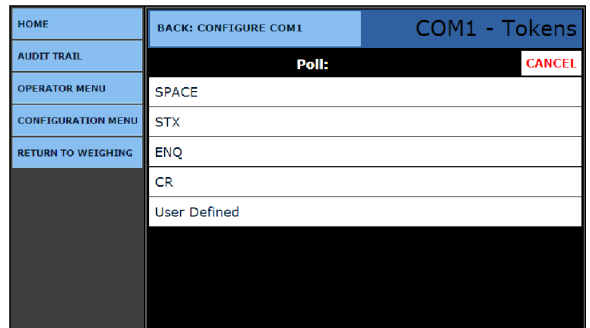 HOME
AUDIT TRAIL
OPERATOR MENU
CONFIGURATION MENU
RETURN TO WEIGHING
BACK: CONFIGURE COM1
COM1 - Tokens
Poll:
CANCEL
SPACE
STX
ENQ
CR
User Defined